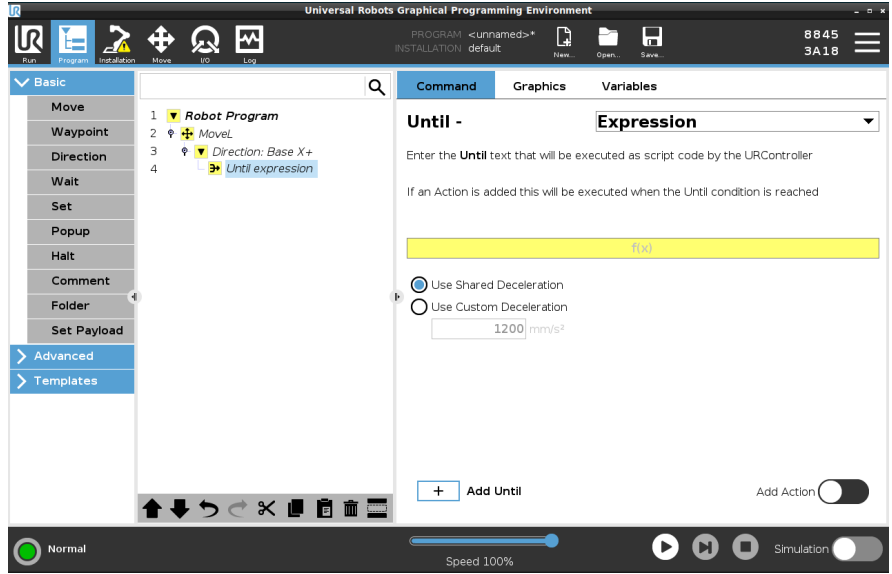 Universal Robots Graphical Programming Environment
Run
Program
Installation
Move
I/O
Log
PROGRAM <unnamed>*
INSTALLATION default
New...
Open...
Save...
8845
3A18
Basic
Move
Waypoint
Direction
Wait
Set
Popup
Halt
Comment
Folder
Set Payload
Advanced
Templates
1 Robot Program
2 MoveL
3 Direction: Base X+
4 Until expression
Command Graphics Variables
Until - Expression
Enter the Until text that will be executed as script code by the URController
If an Action is added this will be executed when the Until condition is reached
f(x)
Use Shared Deceleration
Use Custom Deceleration
1200 mm/s²
+ Add Until
Add Action
Normal
Speed 100%
Simulation